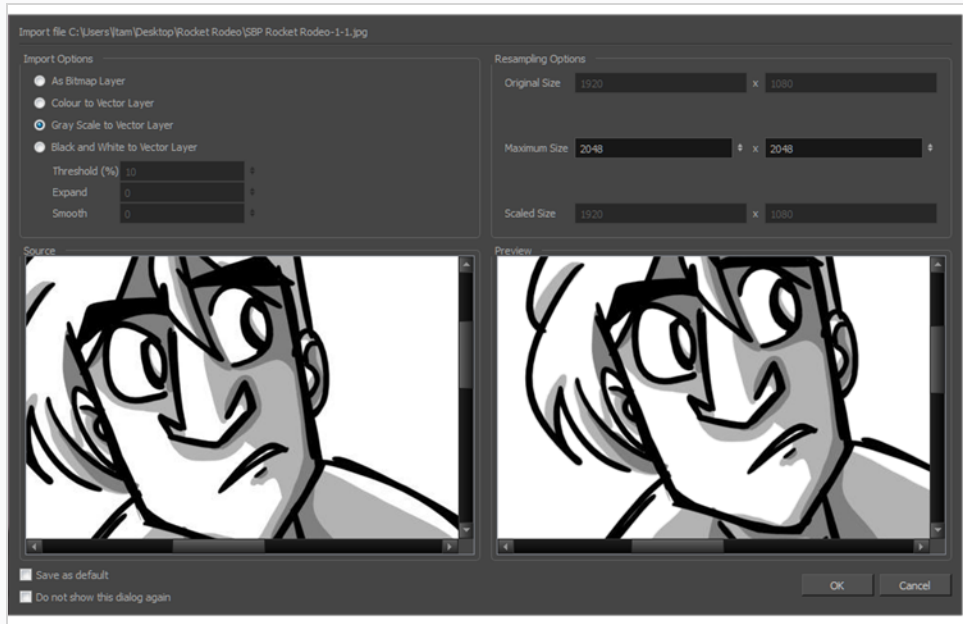 Import file C:\Users\ltam\Desktop\Rocket Rodeo\SBP Rocket Rodeo-1-1.jpg
Import Options
As Bitmap Layer
Colour to Vector Layer
Gray Scale to Vector Layer
Black and White to Vector Layer
Threshold (%) 10
Expand 0
Smooth 0
Resampling Options
Original Size 1920 x 1080
Maximum Size 2048 x 2048
Scaled Size 1920 x 1080
Source
Preview
Save as default
Do not show this dialog again
OK Cancel